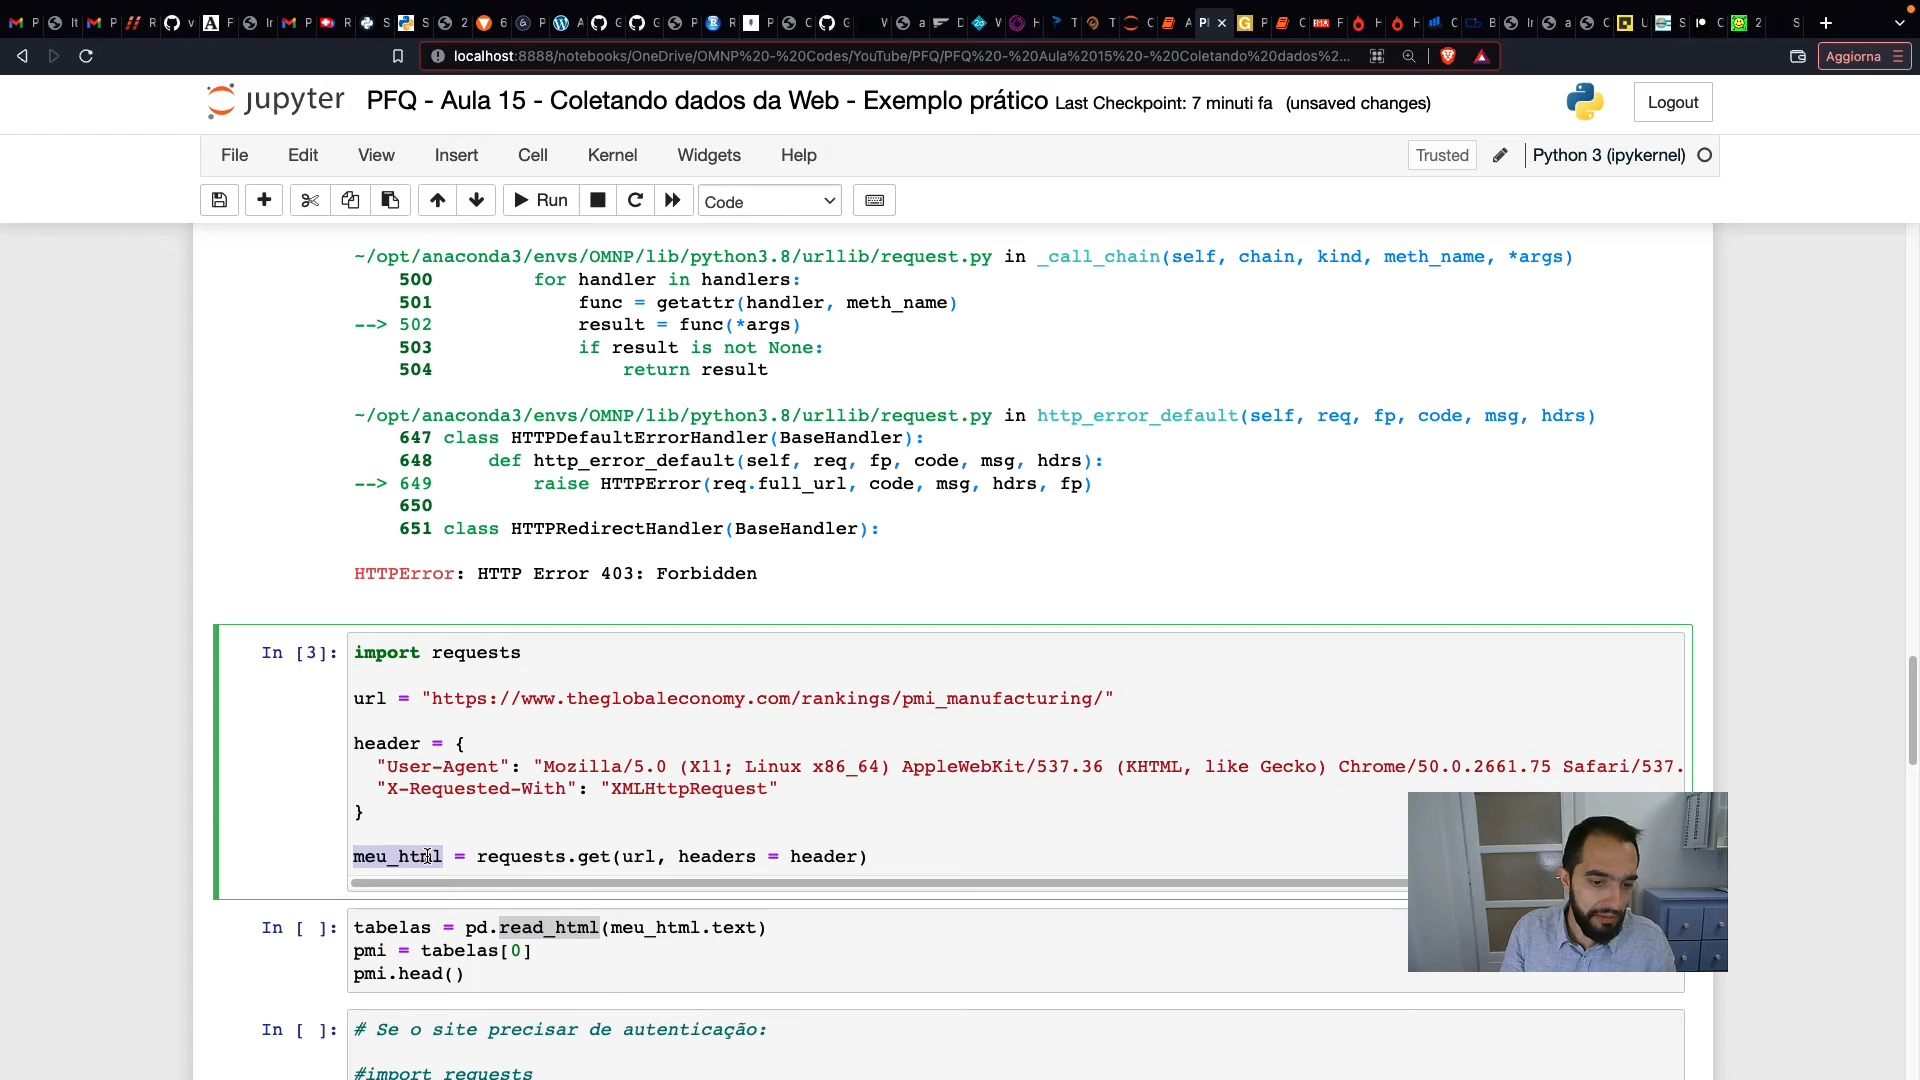 localhost:8888/notebooks/OneDrive/OMNP%20-%20Codes/YouTube/PFQ/PFQ%20-%20Aula%2015%20-%20Coletando%20dados%2...
Aggiorna
jupyter PFQ - Aula 15 - Coletando dados da Web - Exemplo prático Last Checkpoint: 7 minuti fa (unsaved changes)
Logout
File Edit View Insert Cell Kernel Widgets Help
Trusted
Python 3 (ipykernel)
Run
Code
~/opt/anaconda3/envs/OMNP/lib/python3.8/urllib/request.py in _call_chain(self, chain, kind, meth_name, *args)
500 for handler in handlers:
501 func = getattr(handler, meth_name)
--> 502 result = func(*args)
503 if result is not None:
504 return result
~/opt/anaconda3/envs/OMNP/lib/python3.8/urllib/request.py in http_error_default(self, req, fp, code, msg, hdrs)
647 class HTTPDefaultErrorHandler(BaseHandler):
648 def http_error_default(self, req, fp, code, msg, hdrs):
--> 649 raise HTTPError(req.full_url, code, msg, hdrs, fp)
650
651 class HTTPRedirectHandler(BaseHandler):
HTTPError: HTTP Error 403: Forbidden
In [3]: import requests
url = "https://www.theglobaleconomy.com/rankings/pmi_manufacturing/"
header = {
"User-Agent": "Mozilla/5.0 (X11; Linux x86_64) AppleWebKit/537.36 (KHTML, like Gecko) Chrome/50.0.2661.75 Safari/537.
"X-Requested-With": "XMLHttpRequest"
}
meu_html = requests.get(url, headers = header)
In [ ]: tabelas = pd.read_html(meu_html.text)
pmi = tabelas[0]
pmi.head()
In [ ]: # Se o site precisar de autenticação:
#import requests